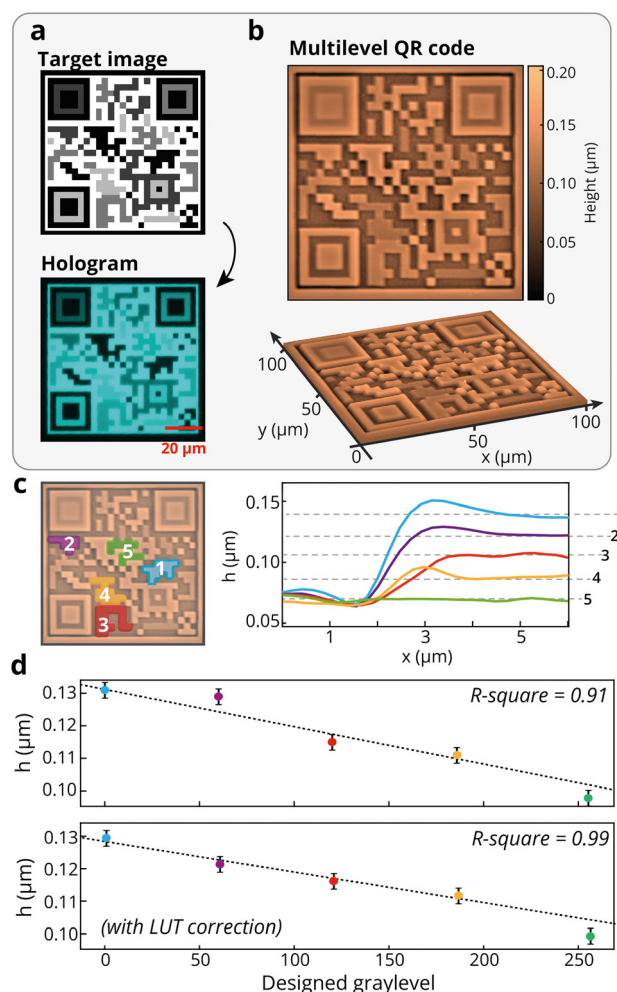 a
Target image
Hologram
20 μm
b
Multilevel QR code
0.20
0.15
0.10
0.05
0
Height (μm)
100
50
0
y (μm)
50
100
x (μm)
c
2
5
1
4
3
0.15
0.10
0.05
h (μm)
2
3
4
5
1
3
5
x (μm)
d
0.13
0.12
0.11
0.10
h (μm)
R-square = 0.91
0.13
0.12
0.11
0.10
h (μm)
R-square = 0.99
(with LUT correction)
0
50
100
150
200
250
Designed graylevel